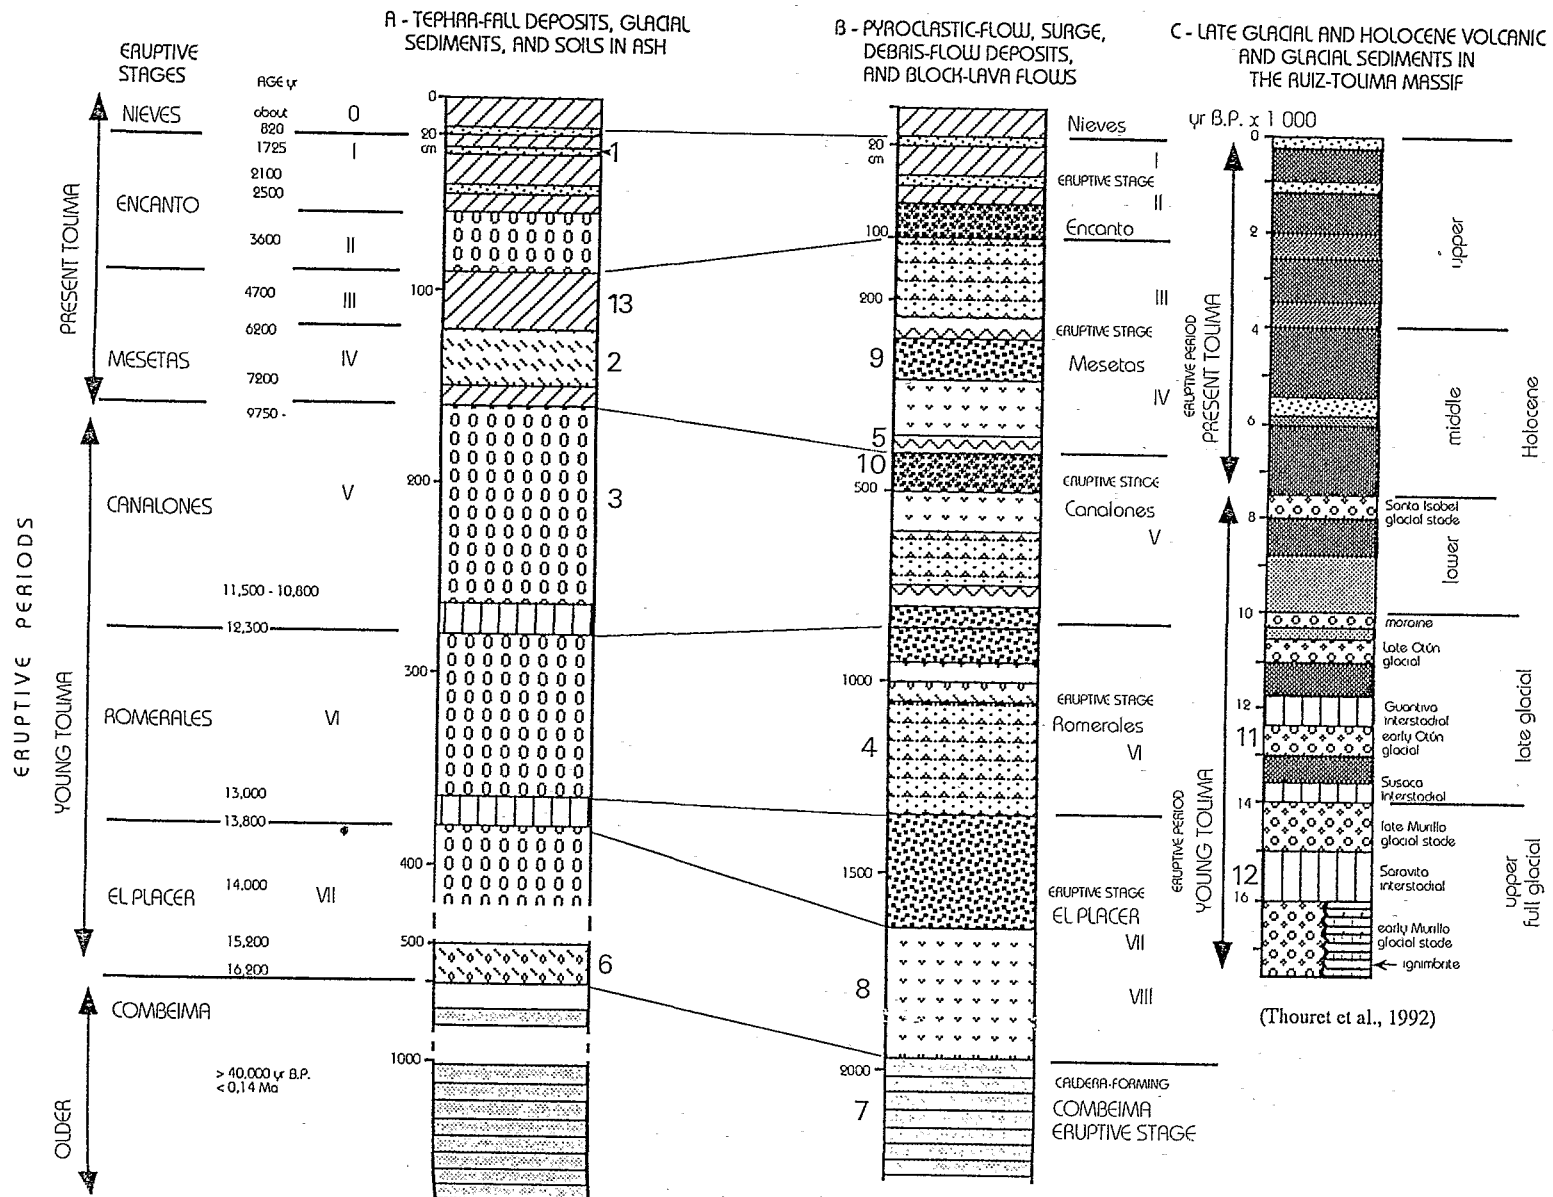 A - TEPHRA-FALL DEPOSITS, GLACIAL
SEDIMENTS, AND SOILS IN ASH
B - PYROCLASTIC-FLOW, SURGE,
DEBRIS-FLOW DEPOSITS,
AND BLOCK-LAVA FLOWS
C - LATE GLACIAL AND HOLOCENE VOLCANIC
AND GLACIAL SEDIMENTS IN
THE RUIZ-TOLIMA MASSIF
ERUPTIVE
STAGES
AGE yr
NIEVES
about
820
0
1725
I
2100
2500
ENCANTO
3600
II
4700
III
6200
MESETAS
IV
7200
9750 -
CANALONES
V
11,500 - 10,800
12,300
ROMERALES
VI
13,000
13,800
EL PLACER
14,000
VII
15,200
16,200
COMBEIMA
> 40,000 yr B.P.
< 0,14 Ma
ERUPTIVE PERIODS
PRESENT TOLIMA
YOUNG TOLIMA
OLDER
0
20
cm
100
200
300
400
500
1000
1
13
2
3
6
20
cm
100
200
500
1000
1500
2000
9
5
10
4
8
7
Nieves
I
ERUPTIVE STAGE
II
Encanto
III
ERUPTIVE STAGE
Mesetas
IV
ERUPTIVE STAGE
Canalones
V
ERUPTIVE STAGE
Romerales
VI
ERUPTIVE STAGE
EL PLACER
VII
VIII
CALDERA-FORMING
COMBEIMA
ERUPTIVE STAGE
yr B.P. x 1 000
0
2
4
6
8
10
12
11
14
12
16
ERUPTIVE PERIOD
PRESENT TOLIMA
ERUPTIVE PERIOD
YOUNG TOLIMA
Santa Isabel
glacial stade
moraine
Late Otún
glacial
Guantiva
interstadial
early Otún
glacial
Susaca
Interstadial
late Murillo
glacial stade
Saravita
interstadial
early Murillo
glacial stade
ignimbrite
upper
middle
lower
Holocene
late glacial
upper
full glacial
(Thouret et al., 1992)